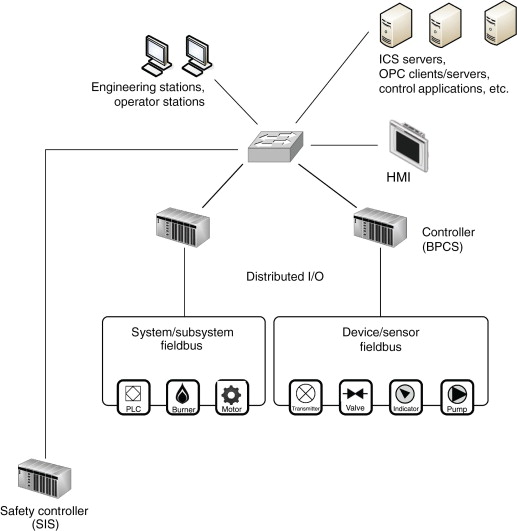 Engineering stations,
operator stations
ICS servers,
OPC clients/servers,
control applications, etc.
HMI
Controller
(BPCS)
Distributed I/O
System/subsystem
fieldbus
Device/sensor
fieldbus
PLC
Burner
Motor
Transmitter
Valve
Indicator
Pump
Safety controller
(SIS)